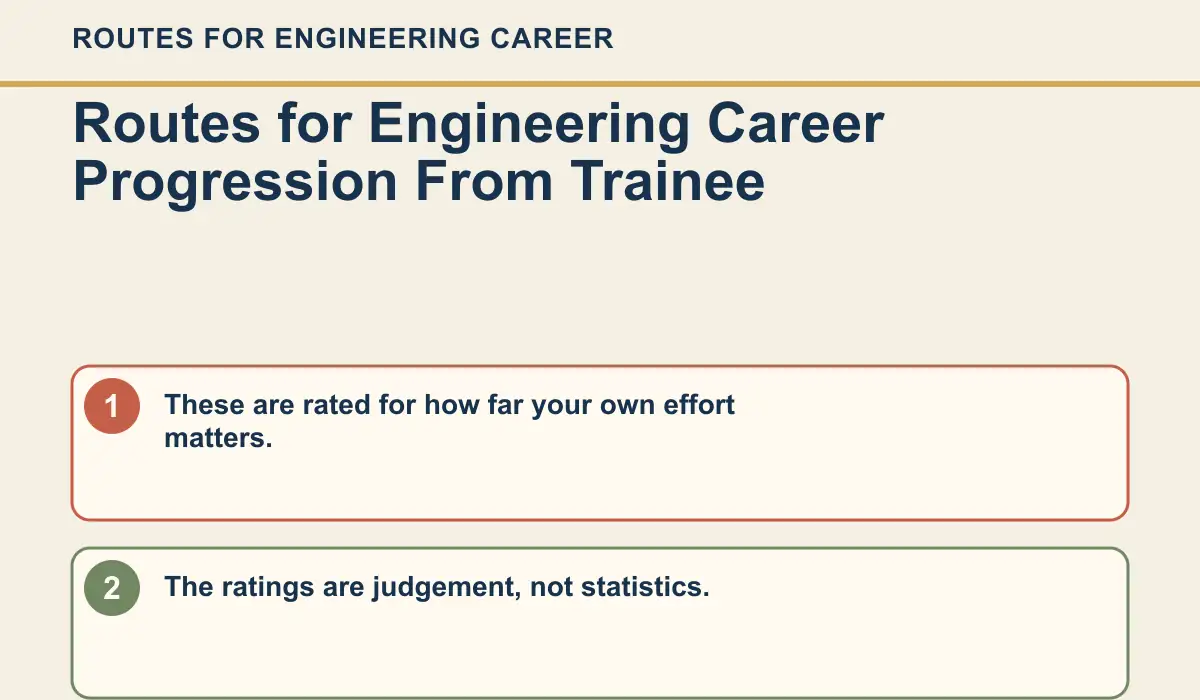 ROUTES FOR ENGINEERING CAREER
Routes for Engineering Career
Progression From Trainee
1
These are rated for how far your own effort
matters.
2
The ratings are judgement, not statistics.